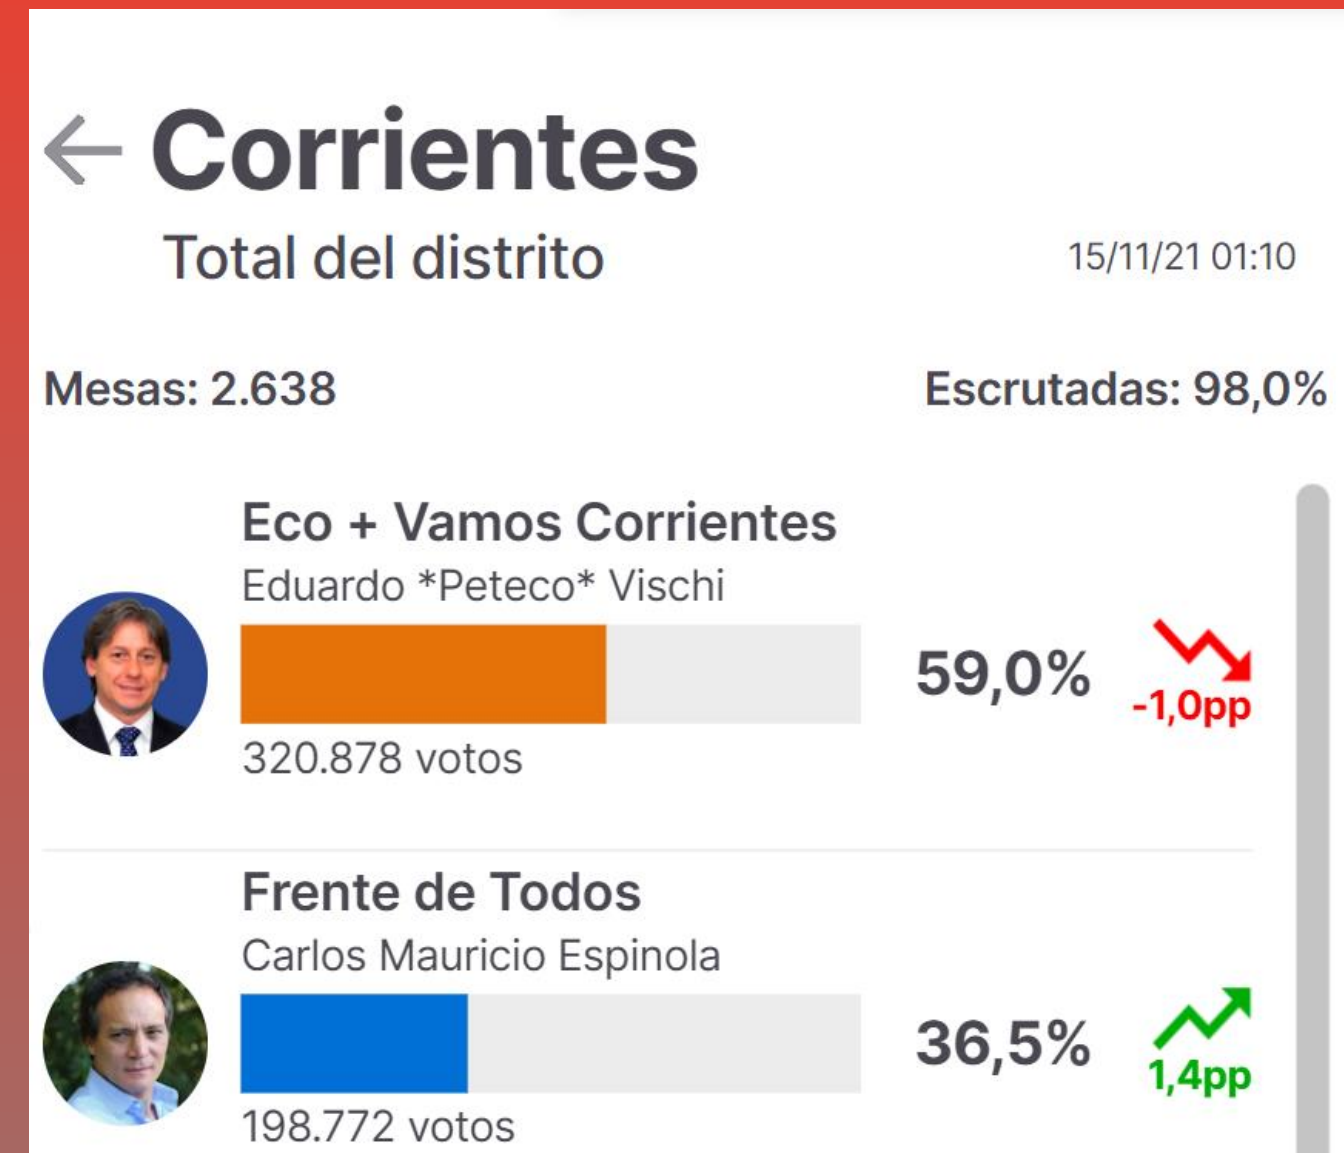 Corrientes
Total del distrito
15/11/21 01:10
Mesas: 2.638
Escrutadas: 98,0%
Eco + Vamos Corrientes
Eduardo *Peteco* Vischi
59,0%
-1,0pp
320.878 votos
Frente de Todos
Carlos Mauricio Espinola
36,5%
1,4pp
198.772 votos